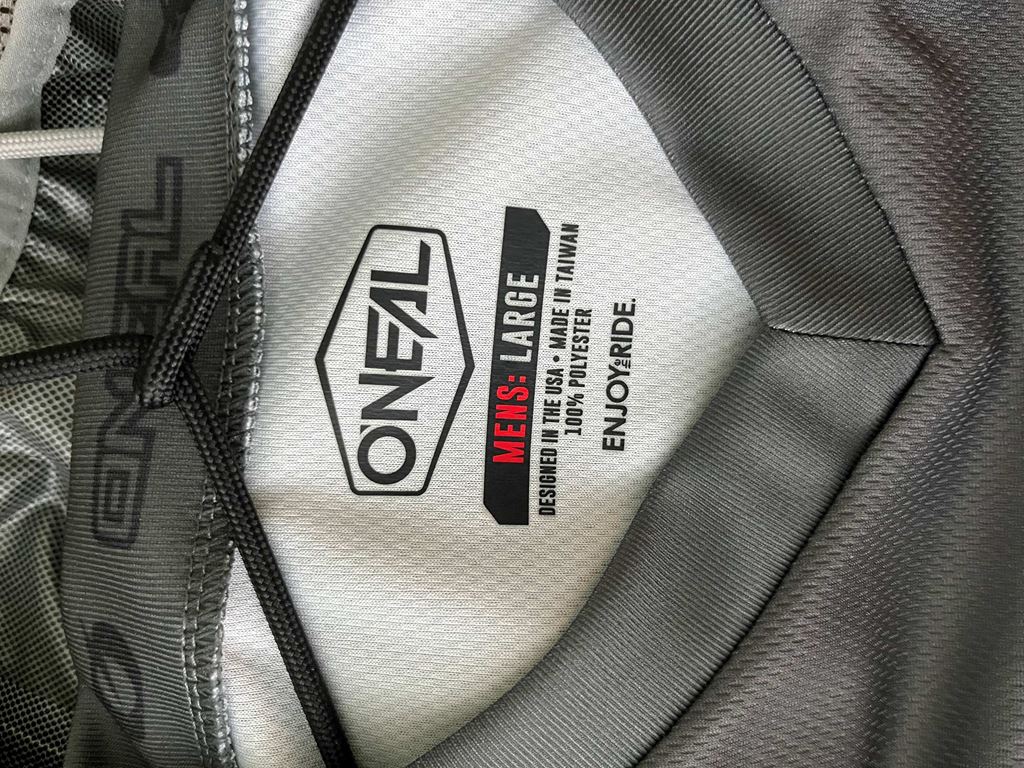 O'NEAL
O'NEAL
MENS: LARGE
DESIGNED IN THE USA • MADE IN TAIWAN
100% POLYESTER
ENJOY THE RIDE.